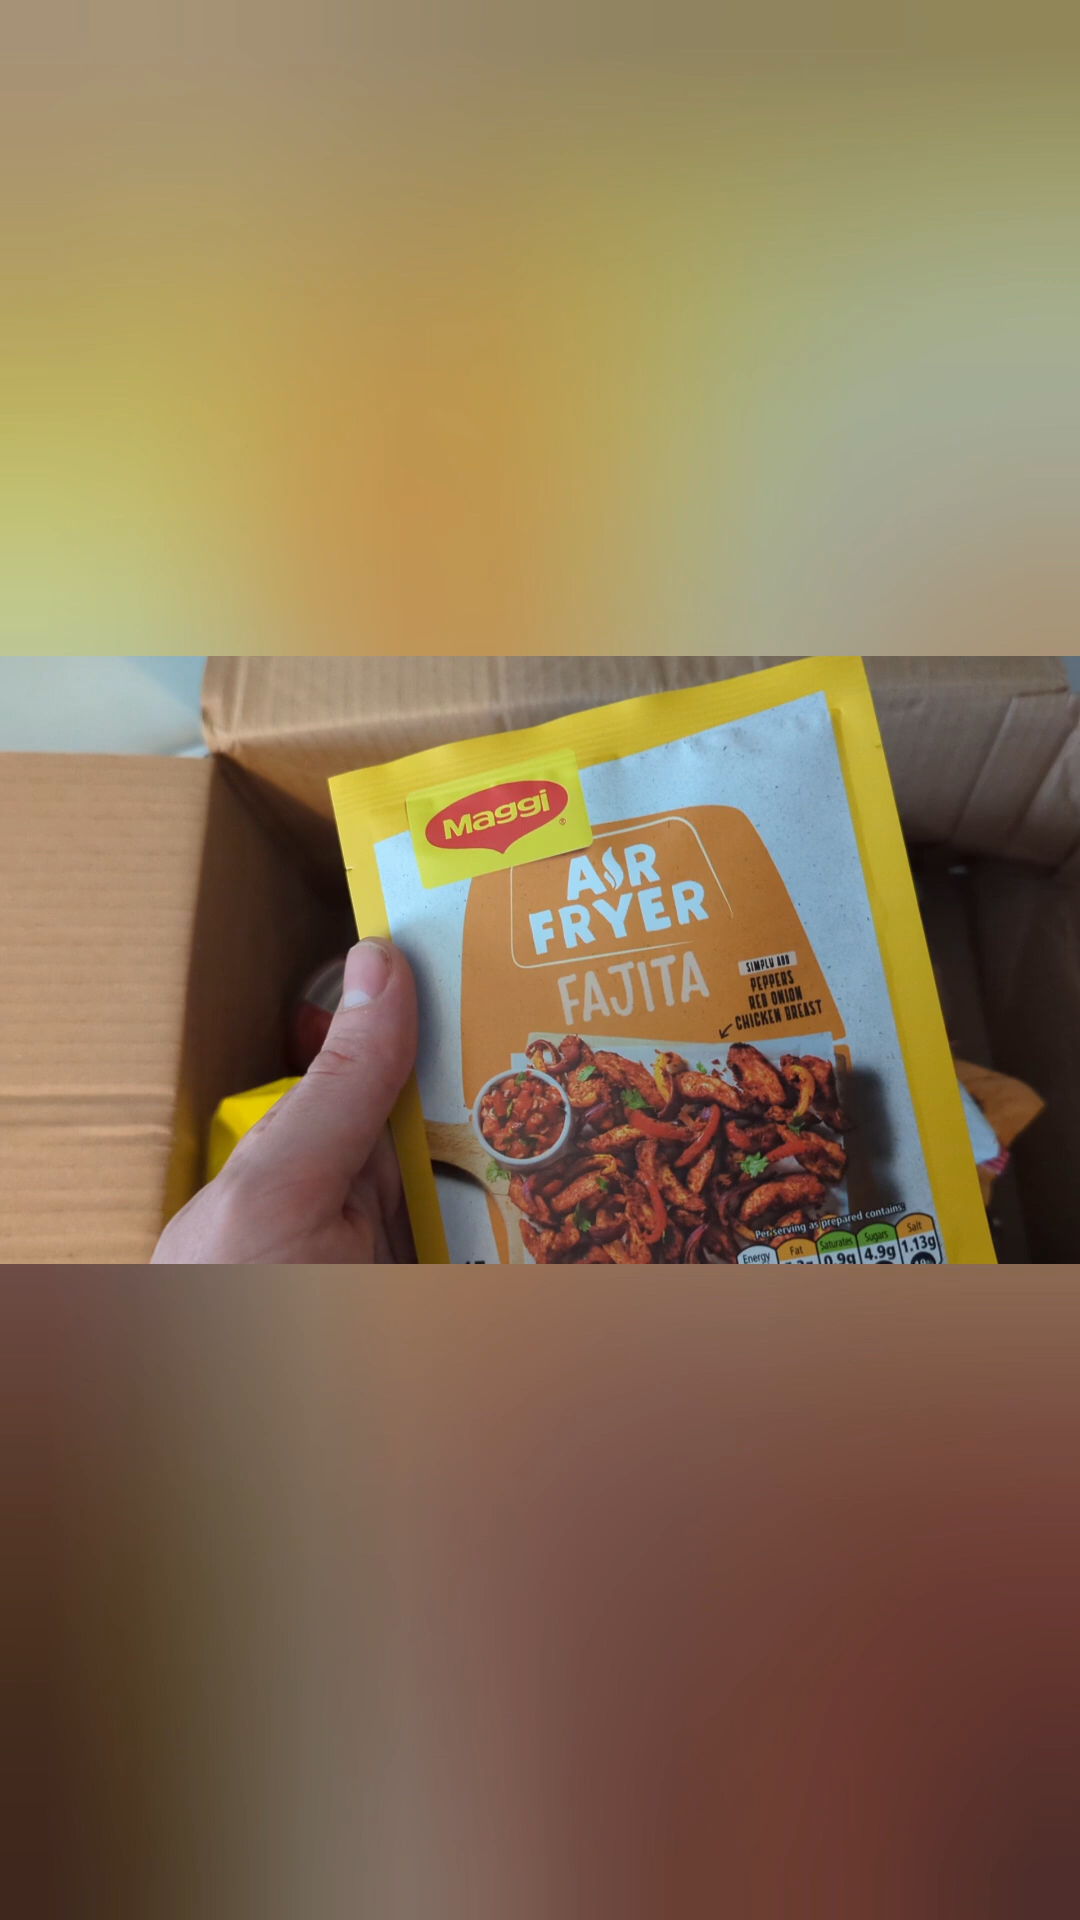 Maggi
AIR
FRYER
FAJITA
SIMPLY ADD
PEPPERS
RED ONION
CHICKEN BREAST
Per serving as prepared contains:
Energy Fat Saturates Sugars Salt
0.9g 4.9g 1.13g